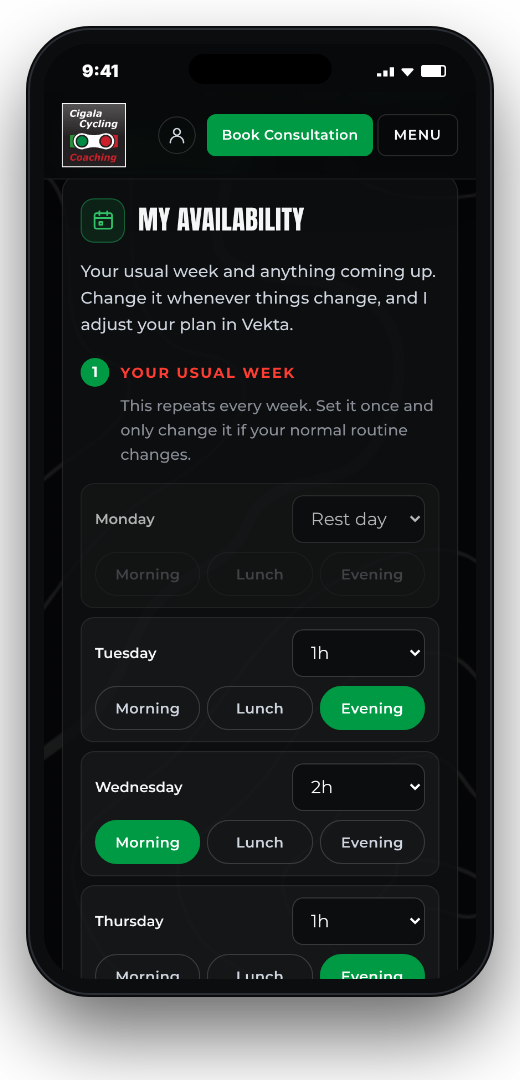 9:41
Cigala
Cycling
Coaching
Book Consultation
MENU
MY AVAILABILITY
Your usual week and anything coming up.
Change it whenever things change, and I
adjust your plan in Vekta.
1 YOUR USUAL WEEK
This repeats every week. Set it once and
only change it if your normal routine
changes.
Monday Rest day
Morning Lunch Evening
Tuesday 1h
Morning Lunch Evening
Wednesday 2h
Morning Lunch Evening
Thursday 1h
Morning Lunch Evening